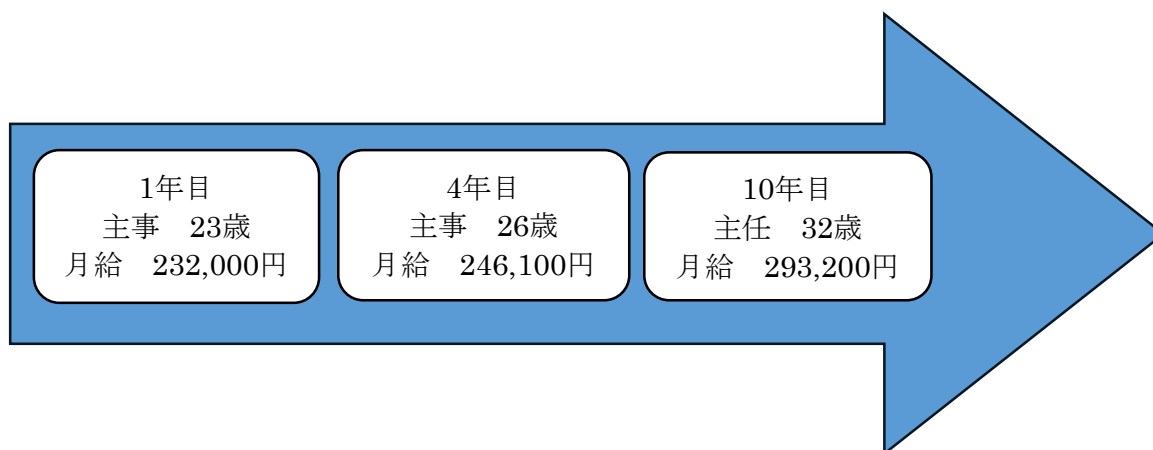 1年目
主事　23歳
月給　232,000円
4年目
主事　26歳
月給　246,100円
10年目
主任　32歳
月給　293,200円